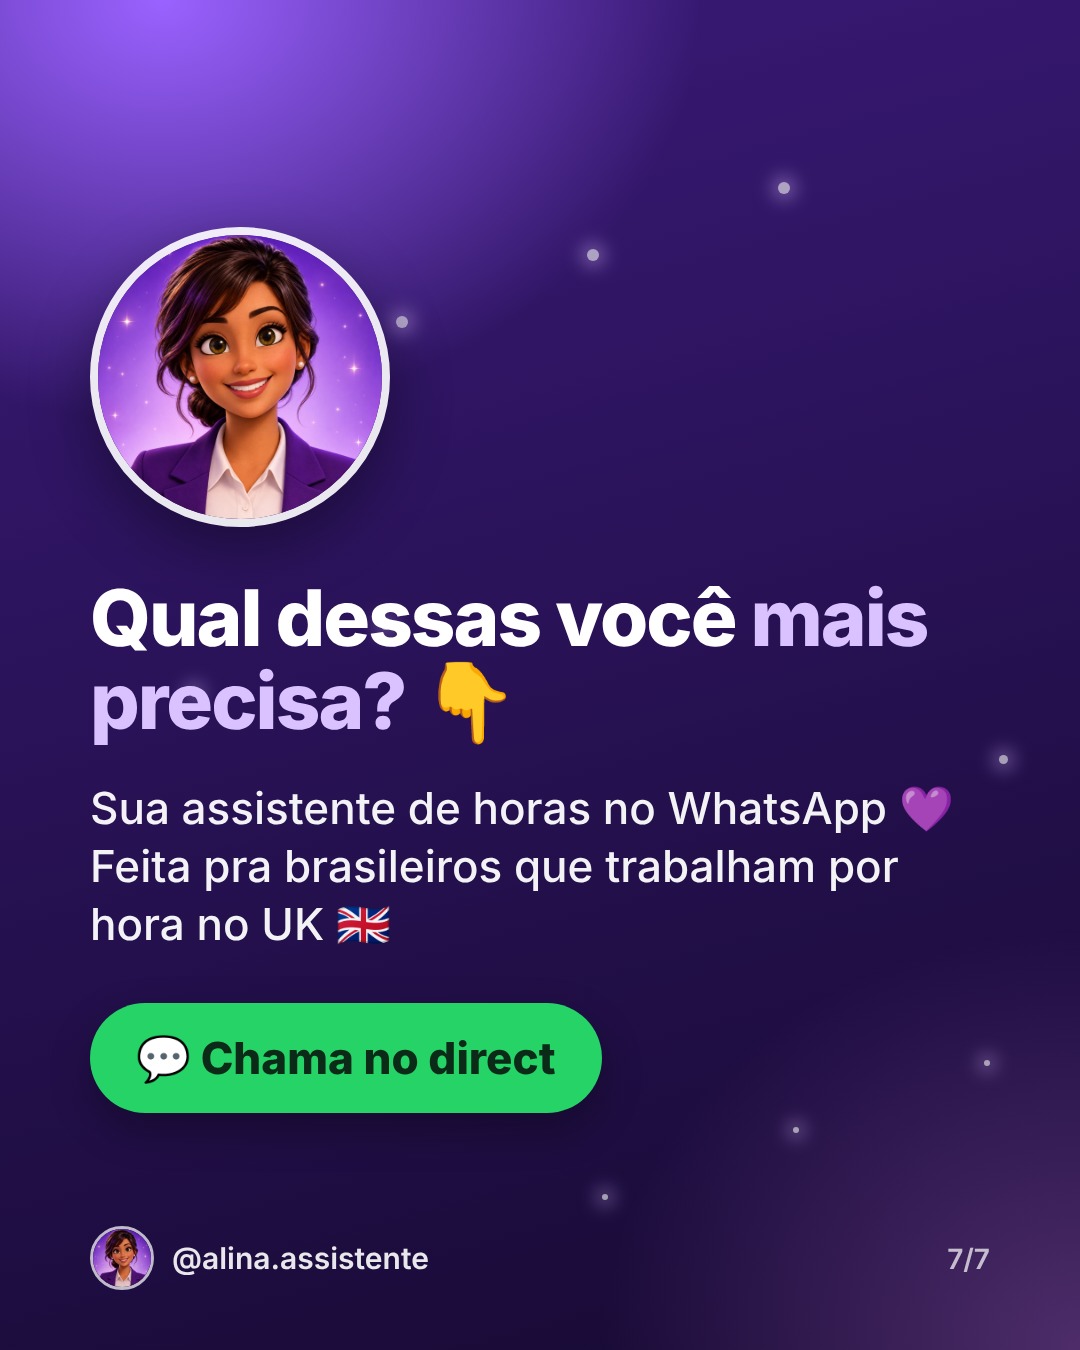 Qual dessas você mais
precisa? 👇
Sua assistente de horas no WhatsApp 💜
Feita pra brasileiros que trabalham por
hora no UK 🇬🇧
💬 Chama no direct
@alina.assistente
7/7